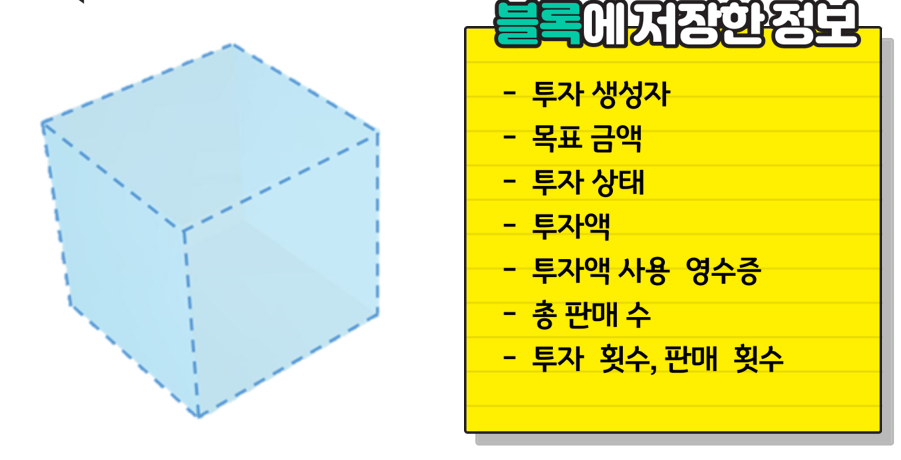 블록에 저장한 정보
- 투자 생성자
- 목표 금액
- 투자 상태
- 투자액
- 투자액 사용 영수증
- 총 판매 수
- 투자 횟수, 판매 횟수